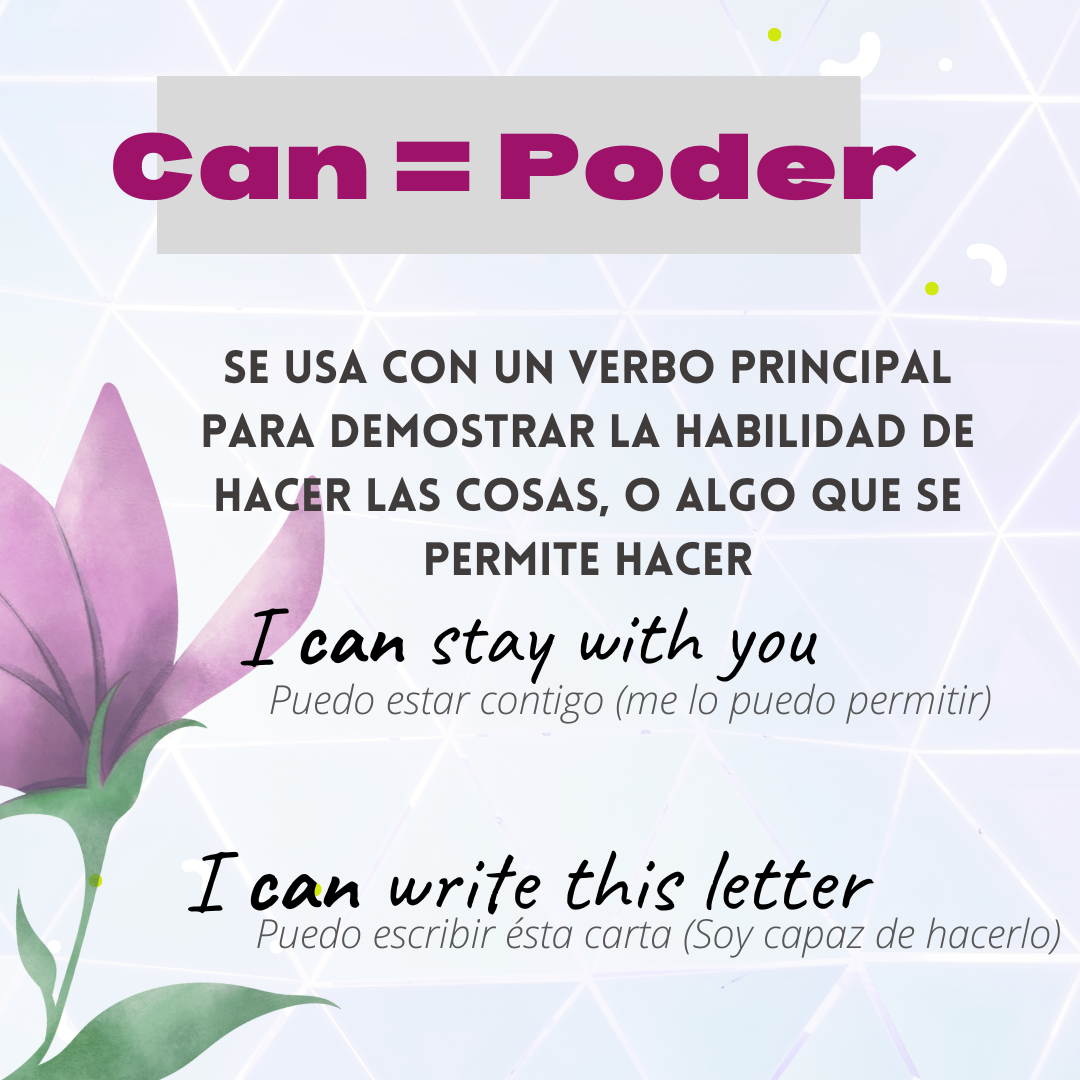 Can = Poder
SE USA CON UN VERBO PRINCIPAL
PARA DEMOSTRAR LA HABILIDAD DE
HACER LAS COSAS, O ALGO QUE SE
PERMITE HACER
I can stay with you
Puedo estar contigo (me lo puedo permitir)
I can write this letter
Puedo escribir ésta carta (Soy capaz de hacerlo)